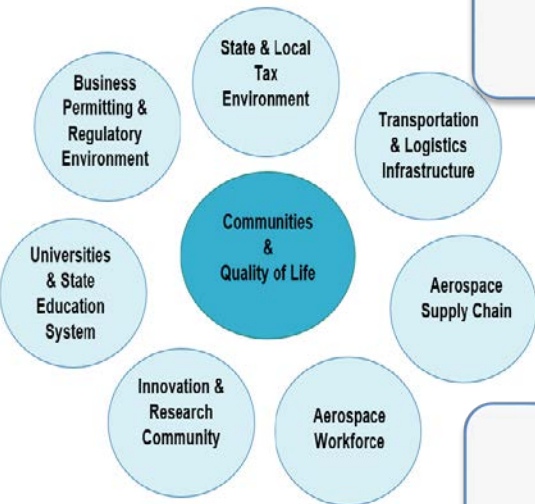 State & Local
Tax
Environment
Business
Permitting &
Regulatory
Environment
Transportation
& Logistics
Infrastructure
Communities
&
Quality of Life
Universities
& State
Education
System
Aerospace
Supply Chain
Innovation &
Research
Community
Aerospace
Workforce